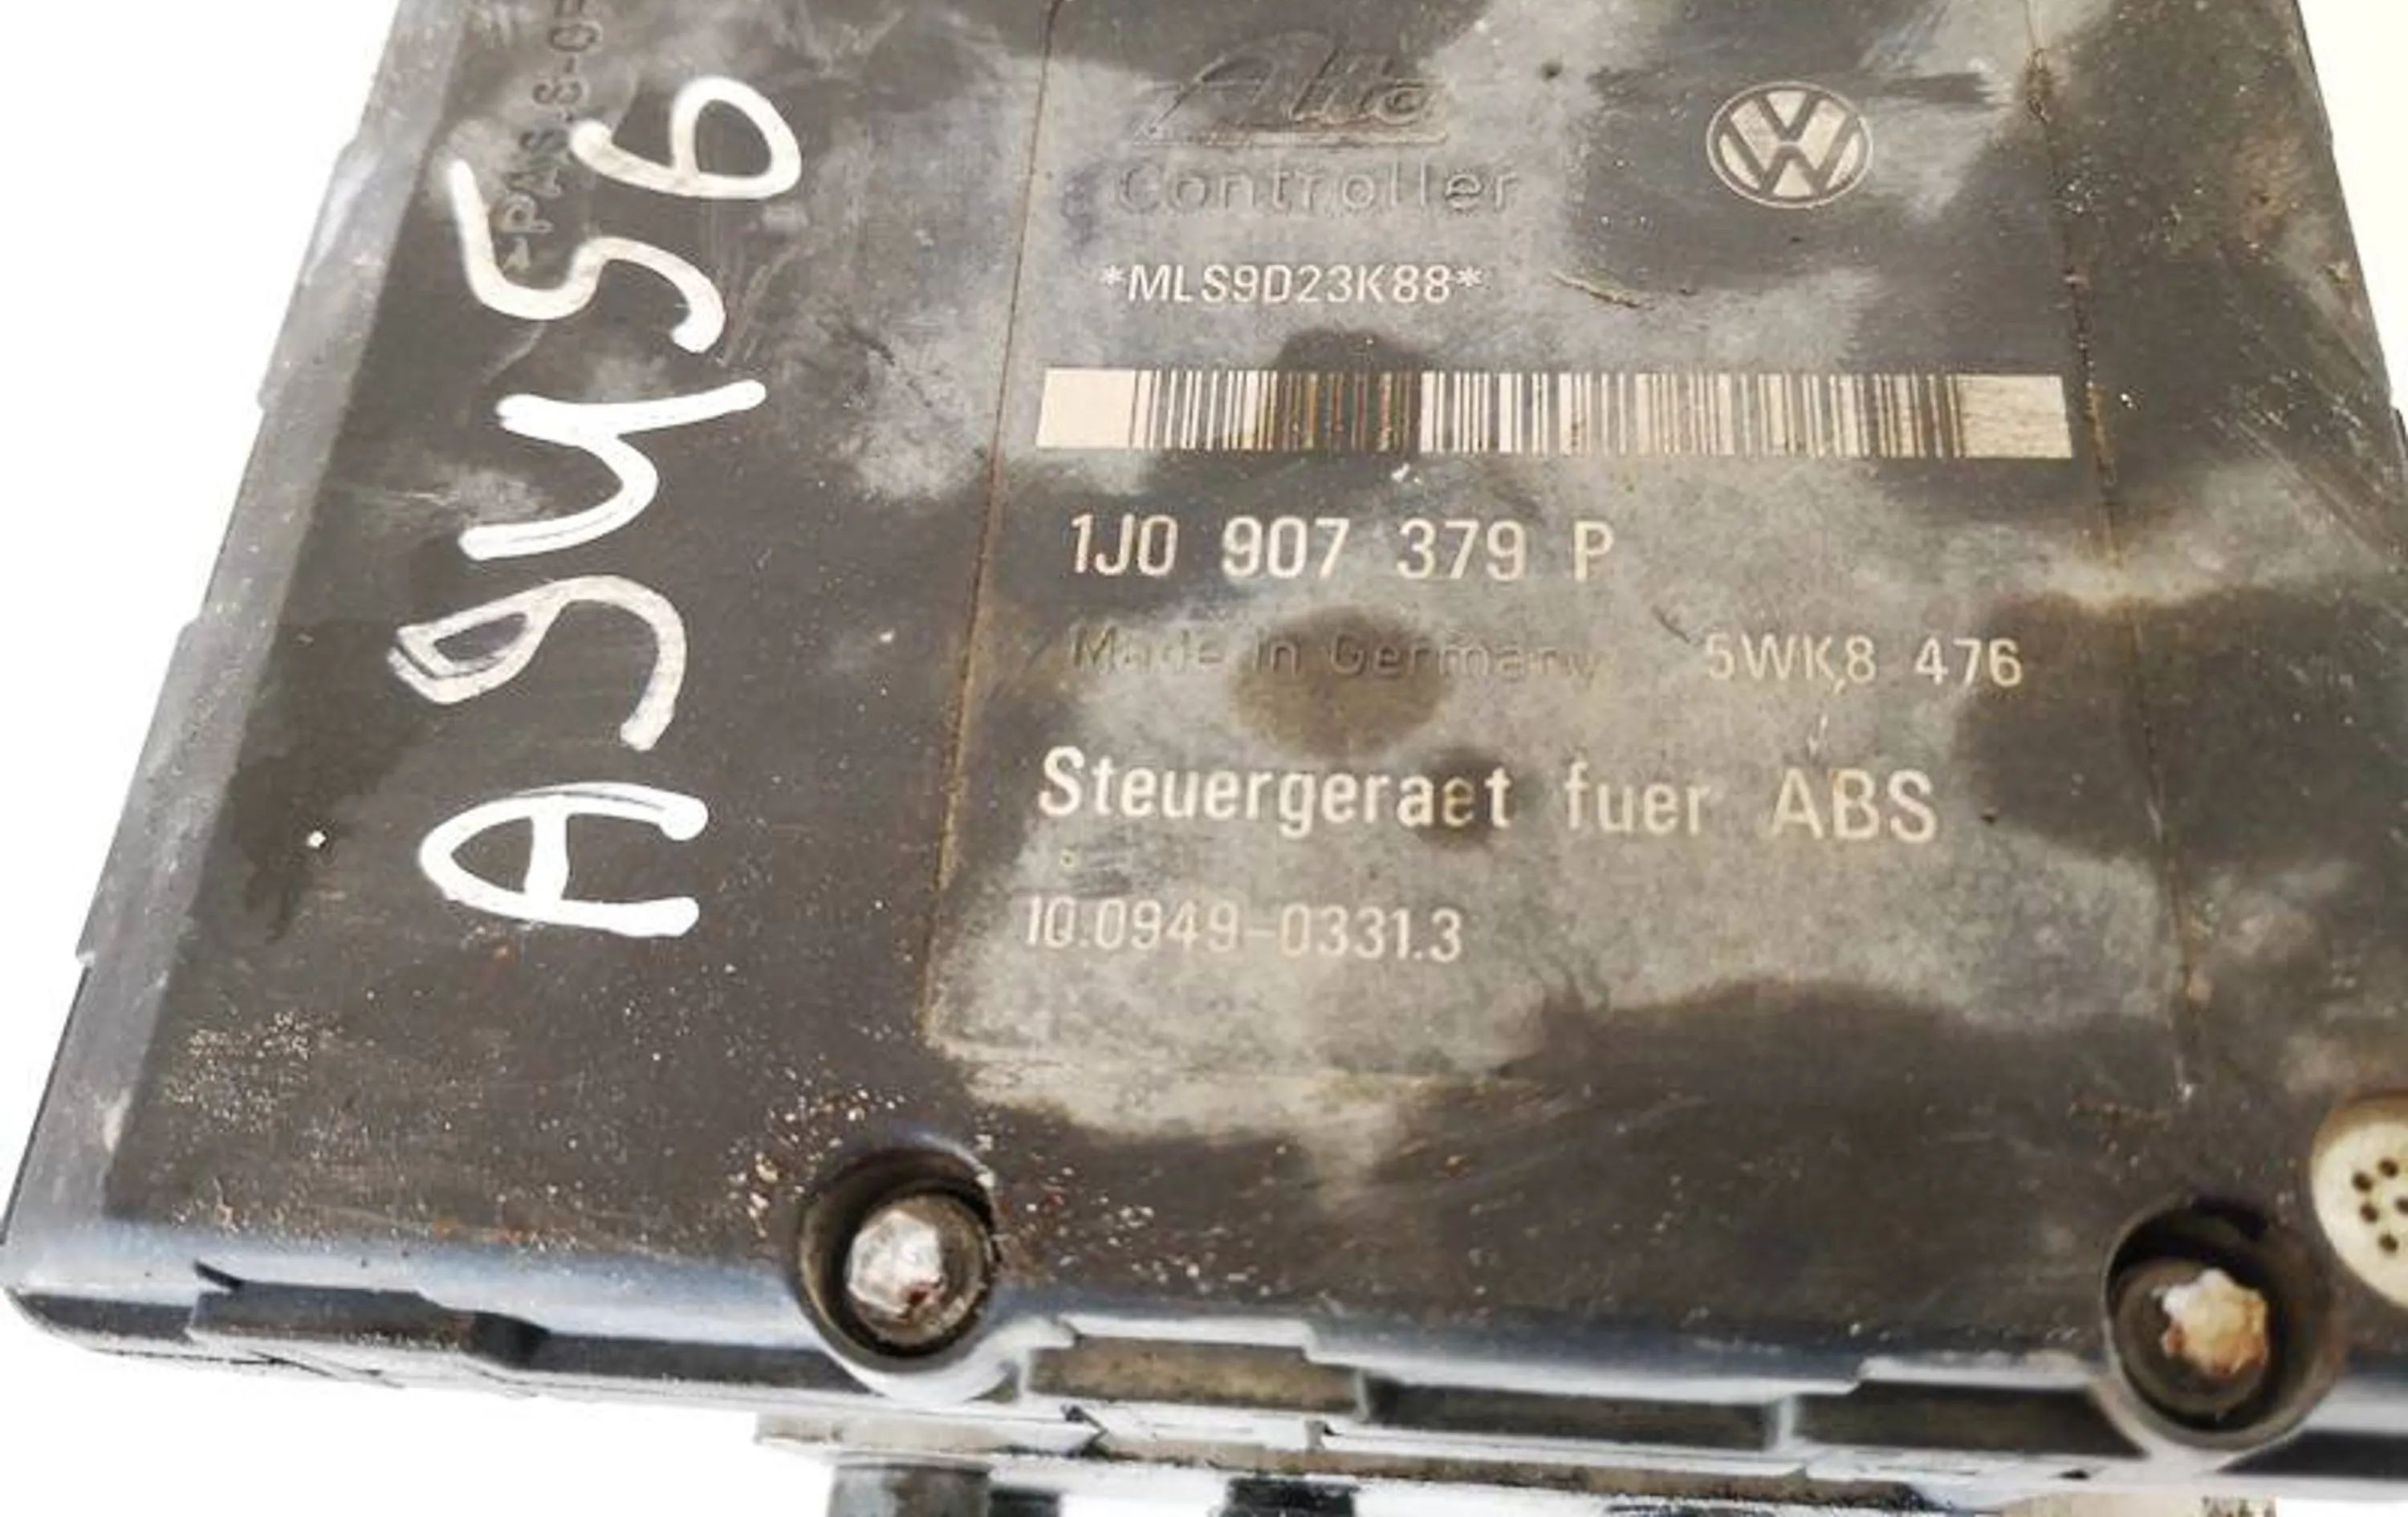 Ate
Controller
*MLS9D23K88*
1J0 907 379 P
Made in Germany 5WK8 476
Steuergeraet fuer ABS
10.0949-0331.3
A9456